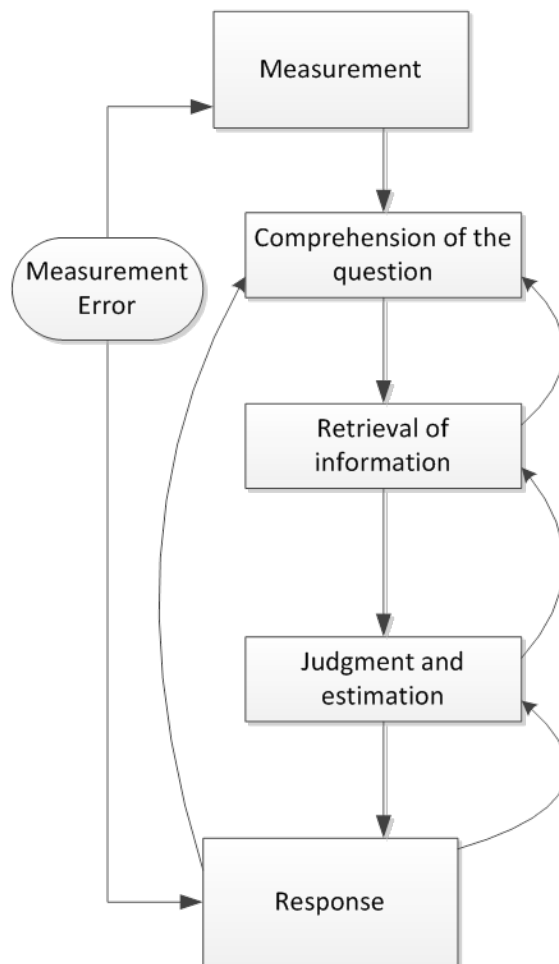 Measurement
Comprehension of the
question
Measurement
Error
Retrieval of
information
Judgment and
estimation
Response